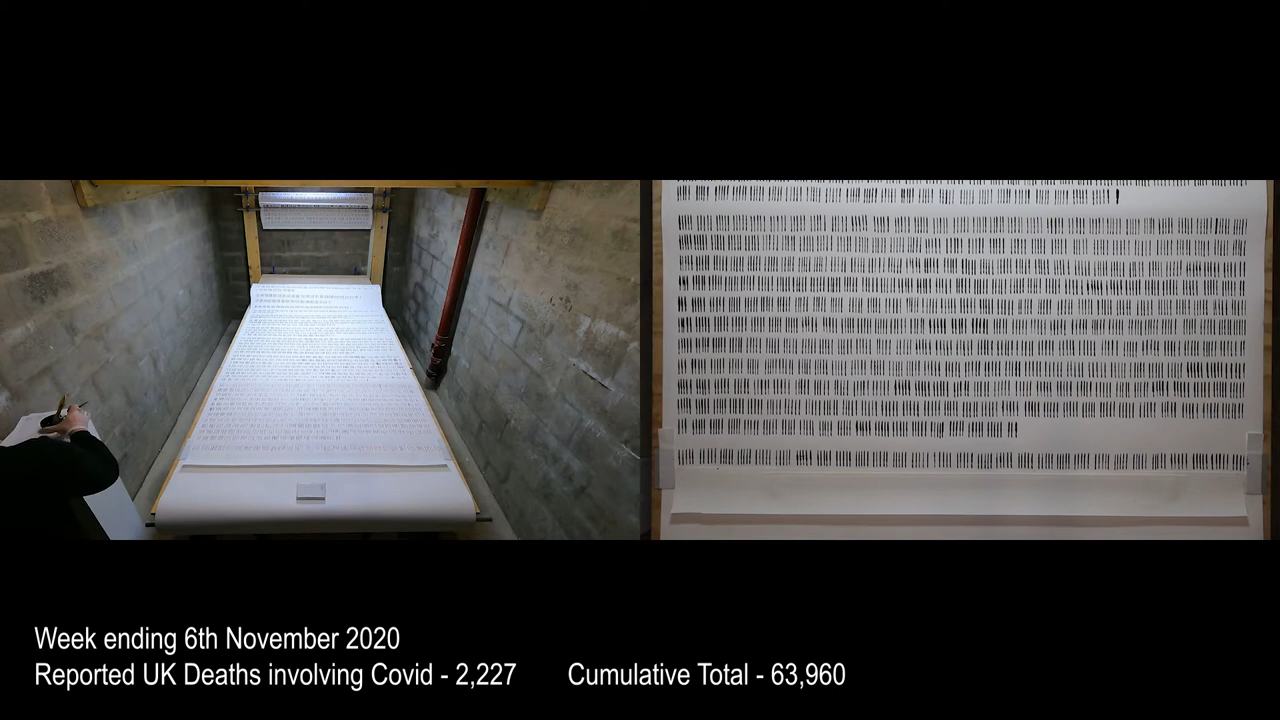 Week ending 6th November 2020
Reported UK Deaths involving Covid - 2,227 Cumulative Total - 63,960